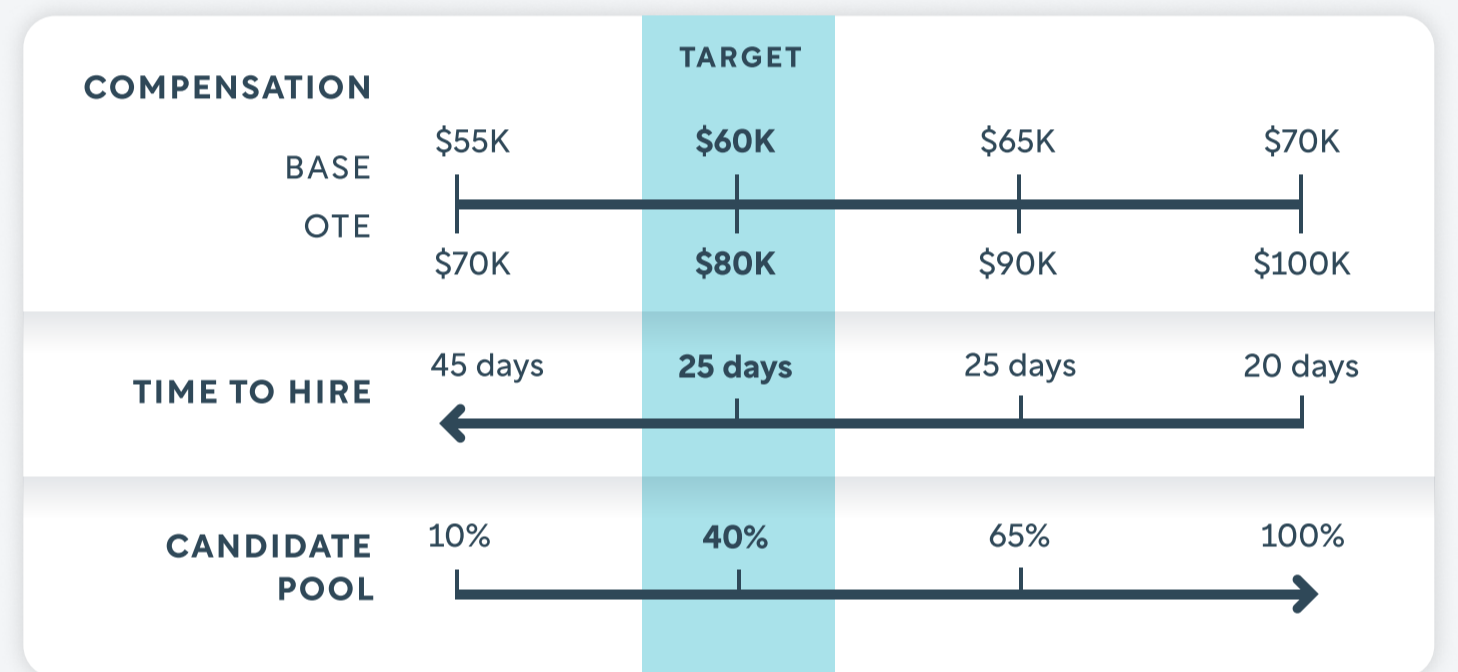 TARGET
COMPENSATION
$55K $60K $65K $70K
BASE
OTE
$70K $80K $90K $100K
45 days 25 days 25 days 20 days
TIME TO HIRE
10% 40% 65% 100%
CANDIDATE
POOL